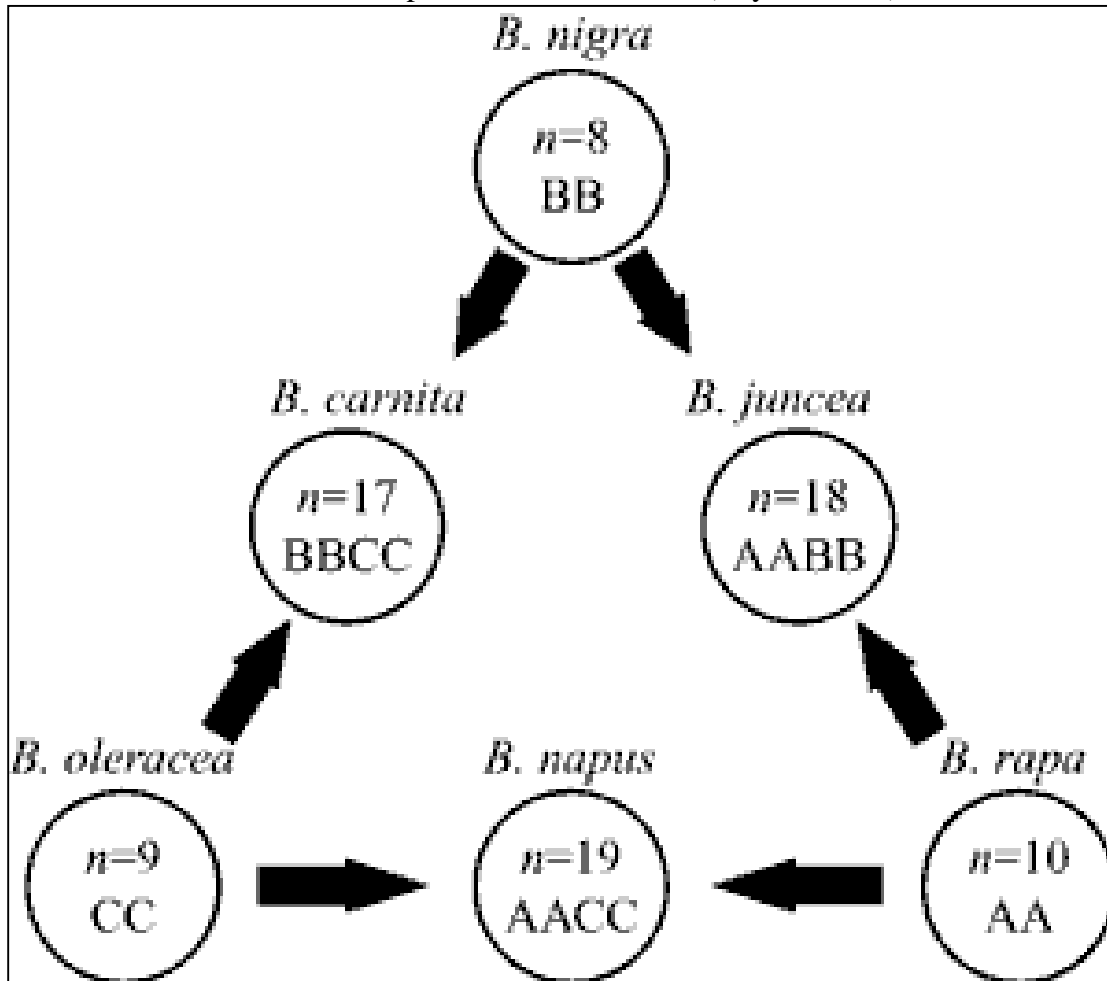 B. nigra
n=8
BB
B. carnita
B. juncea
n=17
BBCC
n=18
AABB
B. oleracea
B. napus
B. rapa
n=9
CC
n=19
AACC
n=10
AA